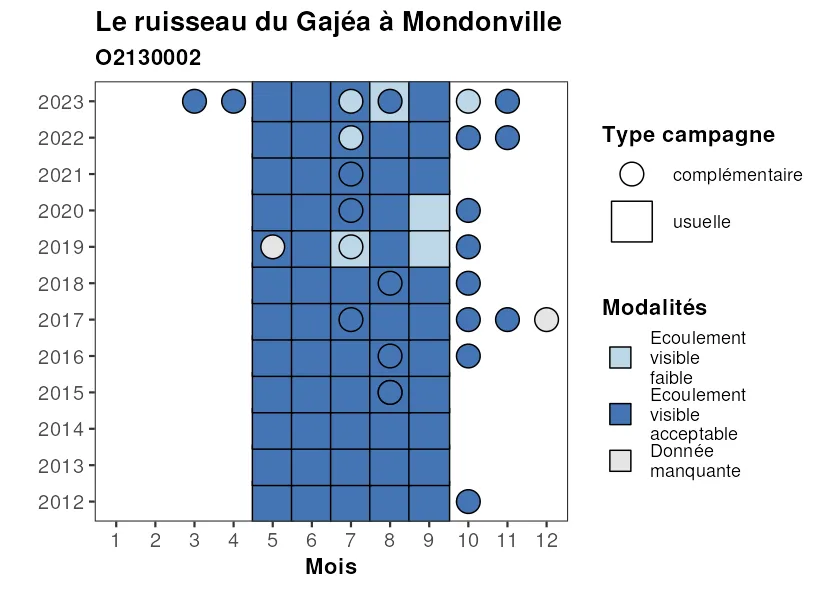 Le ruisseau du Gajéa à Mondonville
O2130002
2023
2022
2021
2020
2019
2018
2017
2016
2015
2014
2013
2012
1 2 3 4 5 6 7 8 9 10 11 12
Mois
Type campagne
complémentaire
usuelle
Modalités
Ecoulement
visible
faible
Ecoulement
visible
acceptable
Donnée
manquante